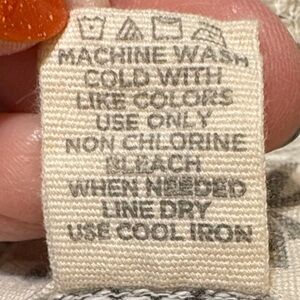 MACHINE WASH
COLD WITH
LIKE COLORS
USE ONLY
NON CHLORINE
BLEACH
WHEN NEEDED
LINE DRY
USE COOL IRON